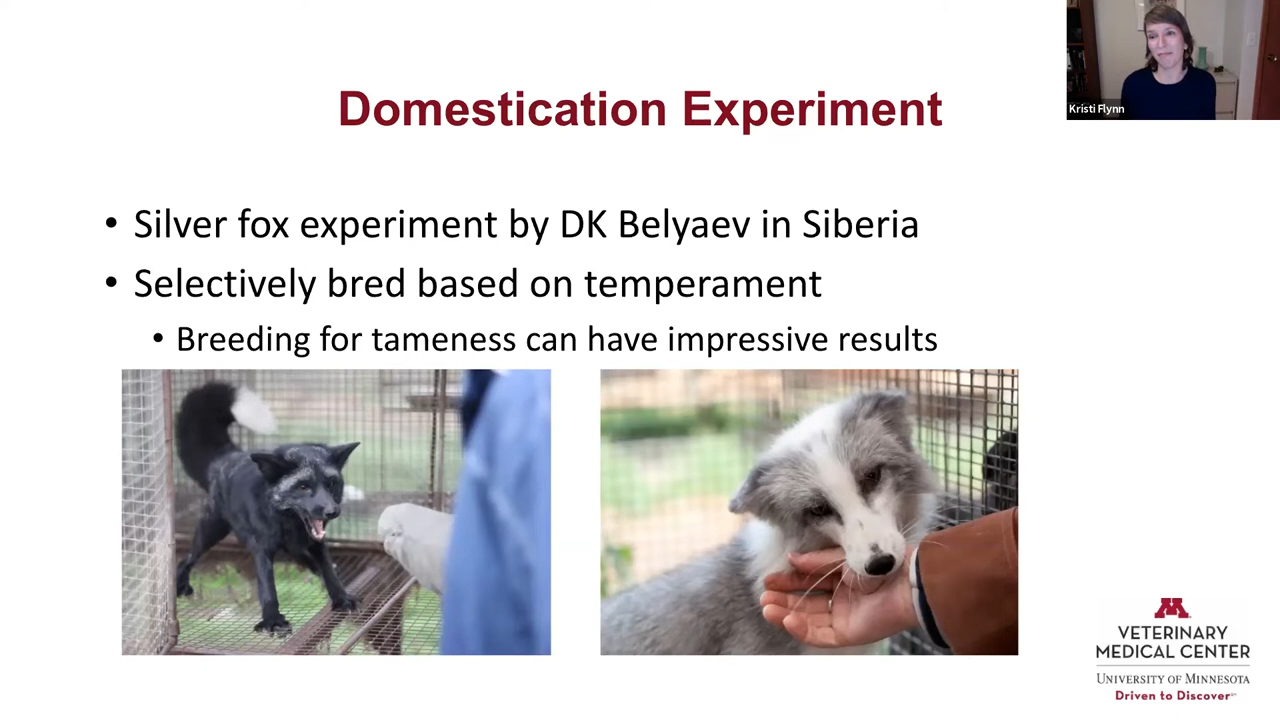 Domestication Experiment
Kristi Flynn
• Silver fox experiment by DK Belyaev in Siberia
• Selectively bred based on temperament
• Breeding for tameness can have impressive results
M
VETERINARY
MEDICAL CENTER
UNIVERSITY OF MINNESOTA
Driven to Discover℠